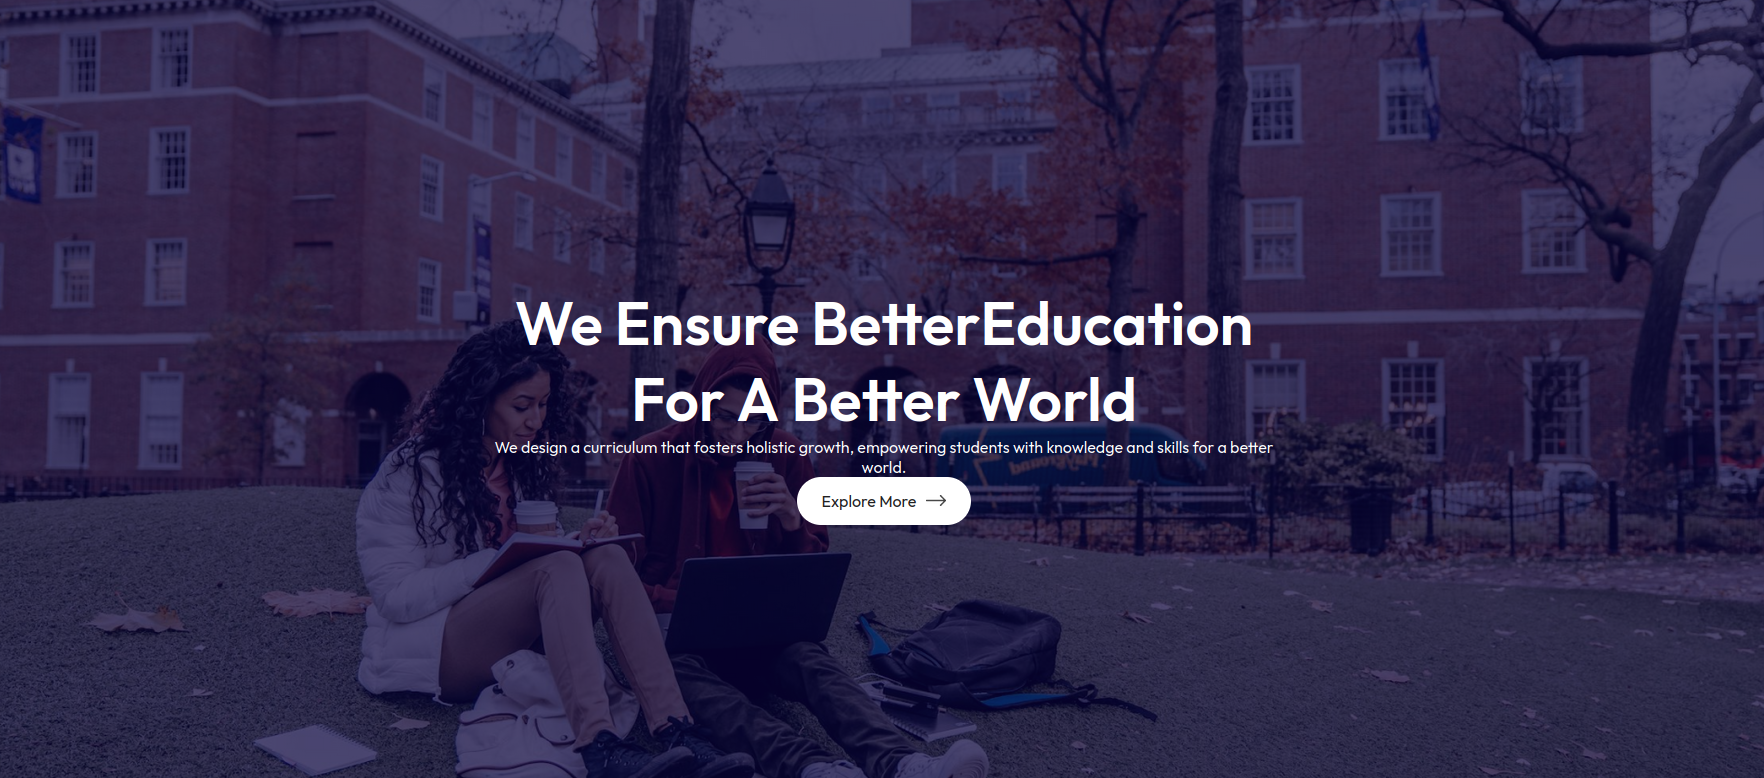 We Ensure BetterEducation
For A Better World
We design a curriculum that fosters holistic growth, empowering students with knowledge and skills for a better
world.
Explore More